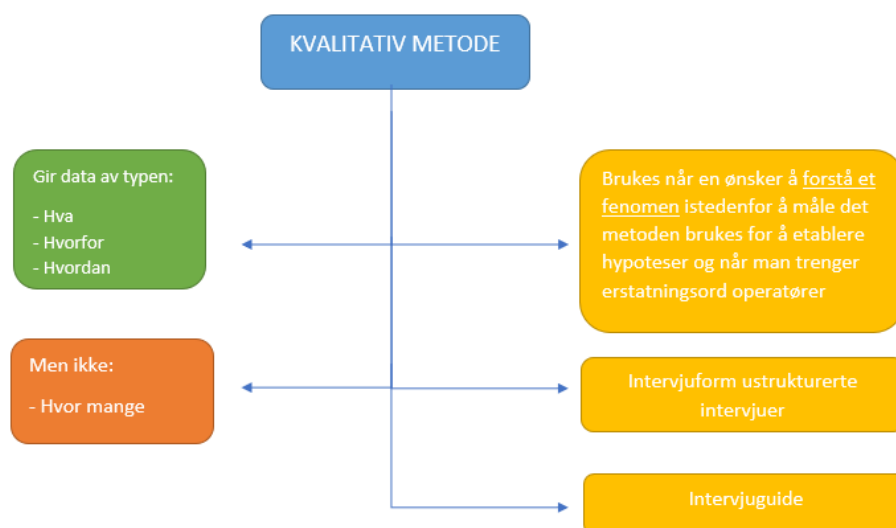 KVALITATIV METODE
Gir data av typen:
- Hva
- Hvorfor
- Hvordan
Men ikke:
- Hvor mange
Brukes når en ønsker å forstå et
fenomen istedenfor å måle det
metoden brukes for å etablere
hypoteser og når man trenger
erstatningsord operatører
Intervjuform ustrukturerte
intervjuer
Intervjuguide